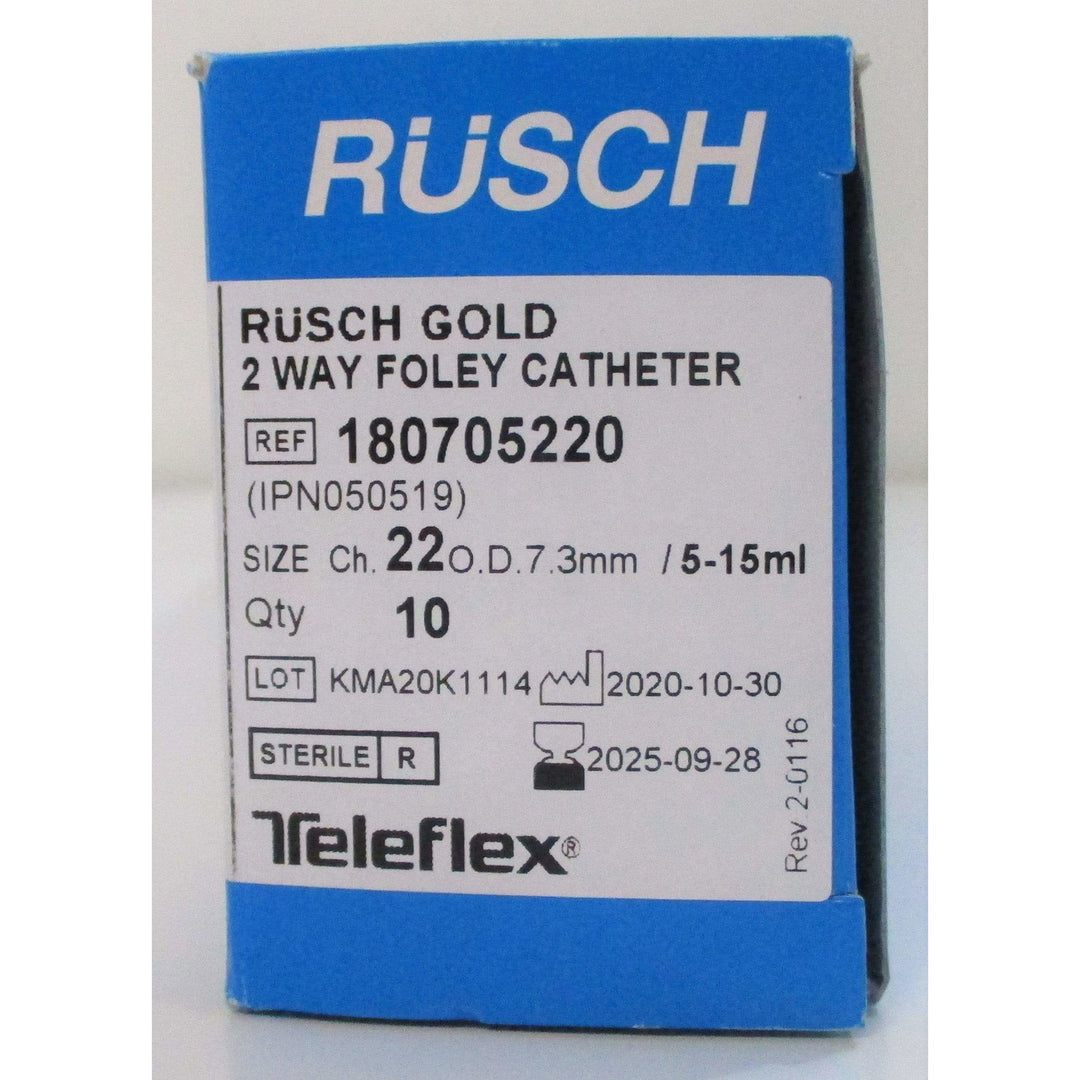 RÜSCH
RÜSCH GOLD
2 WAY FOLEY CATHETER
REF 180705220
(IPN050519)
SIZE Ch. 22 O.D.7.3mm / 5-15ml
Qty 10
LOT KMA20K1114 2020-10-30
STERILE R 2025-09-28
Teleflex®
Rev 2-0116